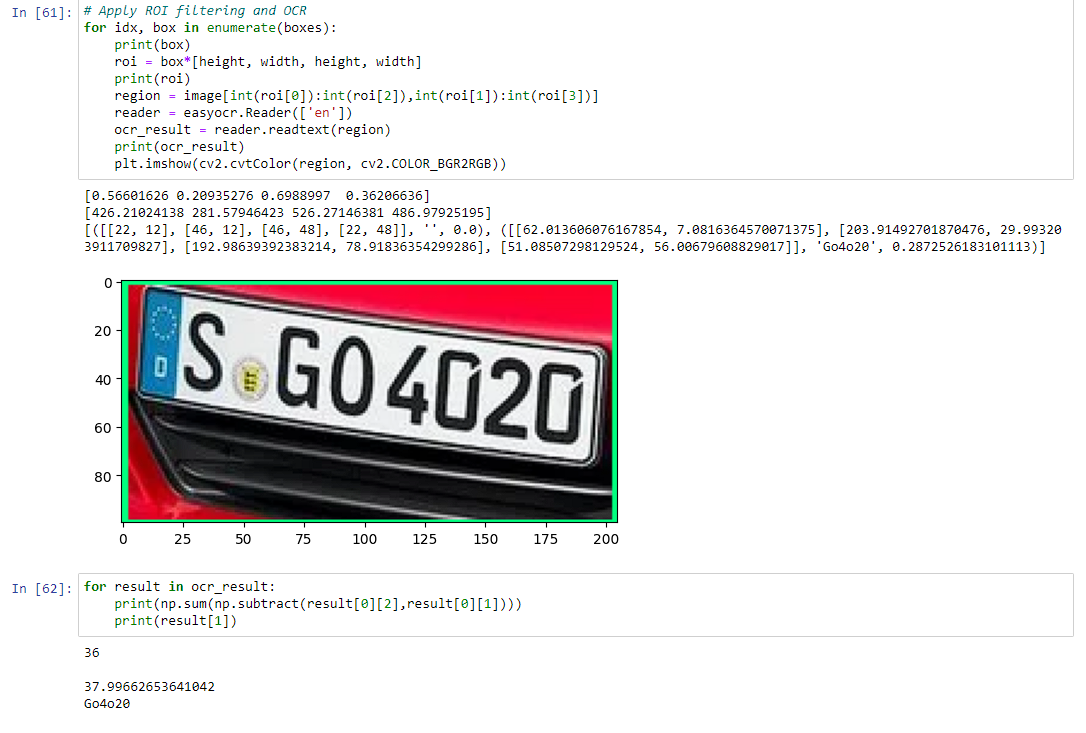 In [61]:
# Apply ROI filtering and OCR
for idx, box in enumerate(boxes):
    print(box)
    roi = box*[height, width, height, width]
    print(roi)
    region = image[int(roi[0]):int(roi[2]),int(roi[1]):int(roi[3])]
    reader = easyocr.Reader(['en'])
    ocr_result = reader.readtext(region)
    print(ocr_result)
    plt.imshow(cv2.cvtColor(region, cv2.COLOR_BGR2RGB))
[0.56601626 0.20935276 0.6988997  0.36206636]
[426.21024138 281.57946423 526.27146381 486.97925195]
[([[22, 12], [46, 12], [46, 48], [22, 48]], '', 0.0), ([[62.013606076167854, 7.0816364570071375], [203.91492701870476, 29.99320
3911709827], [192.98639392383214, 78.91836354299286], [51.08507298129524, 56.00679608829017]], 'Go4o20', 0.2872526183101113)]
0
20
40
60
80
D
S GO4020
0 25 50 75 100 125 150 175 200
In [62]:
for result in ocr_result:
    print(np.sum(np.subtract(result[0][2],result[0][1])))
    print(result[1])
36
37.99662653641042
Go4o20